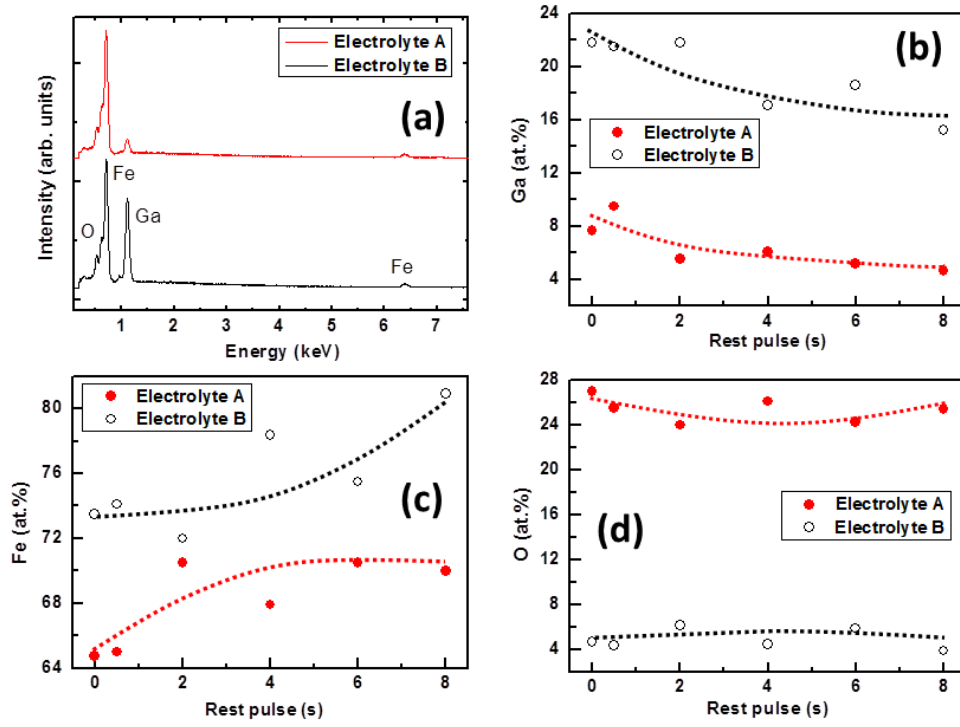 Electrolyte A
Electrolyte B
(a)
Intensity (arb. units)
O
Fe
Ga
Fe
1 2 3 4 5 6 7
Energy (keV)
24
20
16
12
8
4
Ga (at.%)
(b)
Electrolyte A
Electrolyte B
0 2 4 6 8
Rest pulse (s)
80
76
72
68
64
Fe (at.%)
Electrolyte A
Electrolyte B
(c)
0 2 4 6 8
Rest pulse (s)
28
24
20
16
12
8
4
O (at.%)
Electrolyte A
Electrolyte B
(d)
0 2 4 6 8
Rest pulse (s)